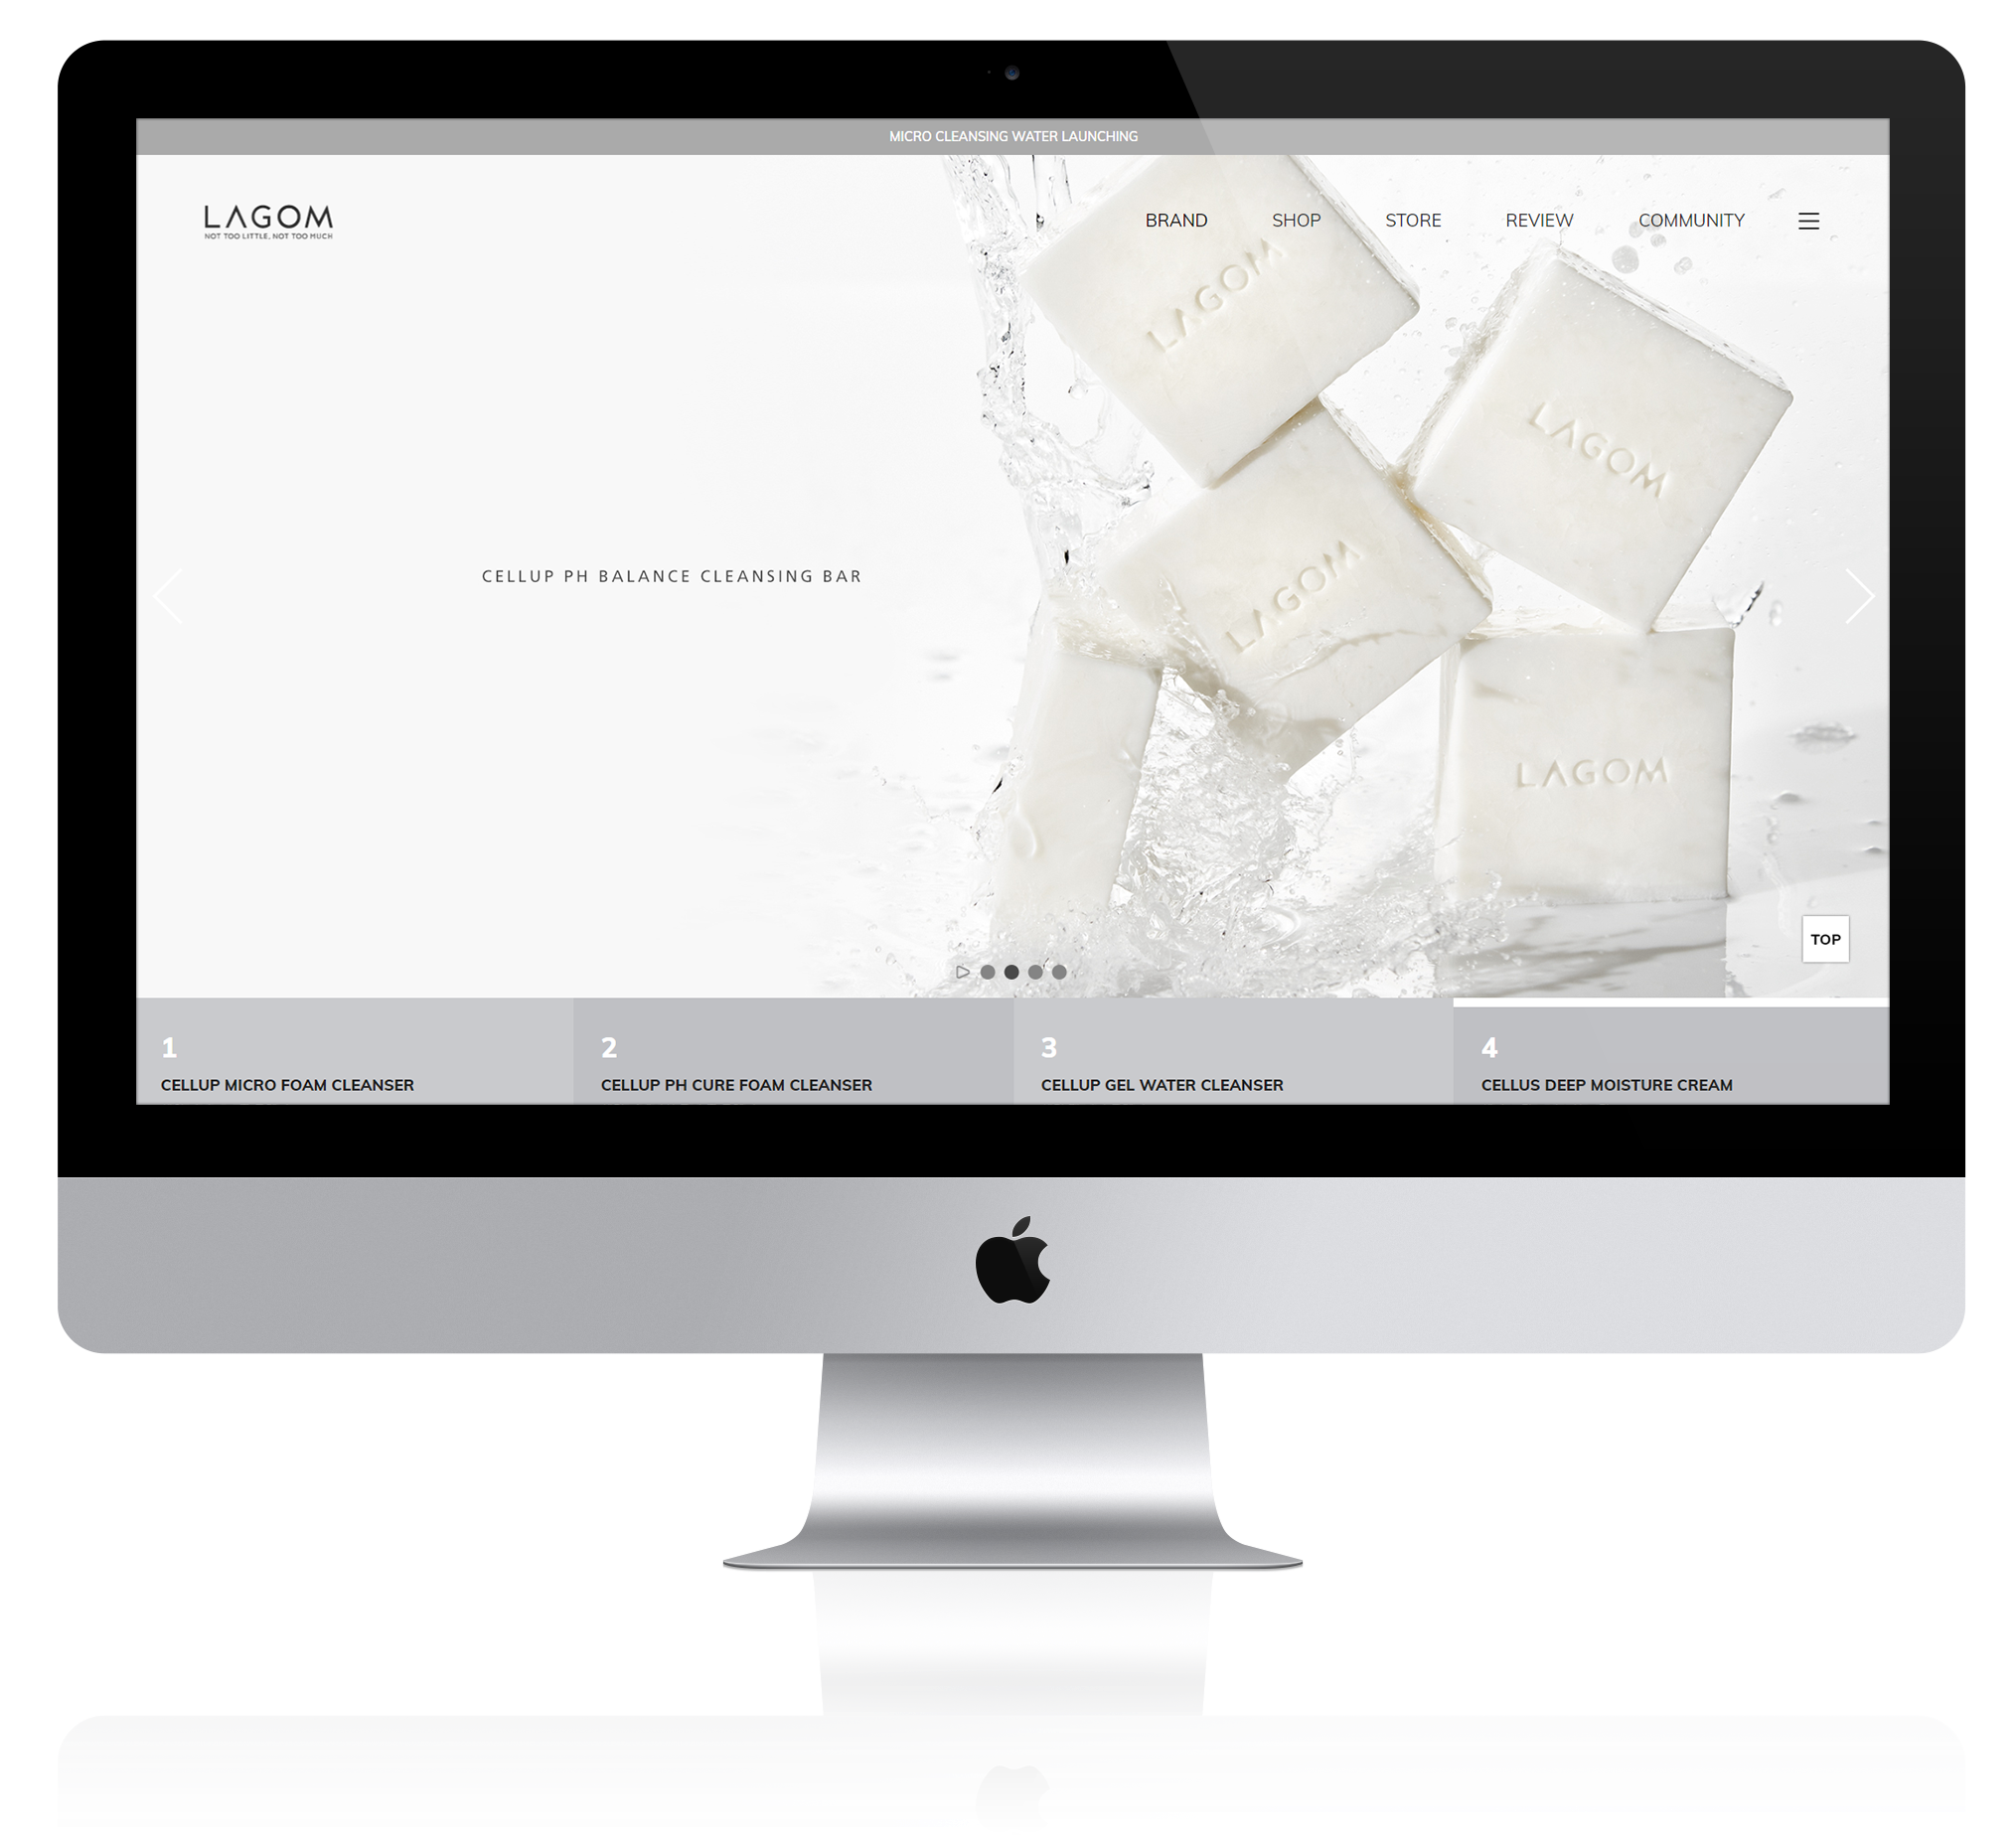 MICRO CLEANSING WATER LAUNCHING
LAGOM
NOT TOO LITTLE, NOT TOO MUCH
BRAND SHOP STORE REVIEW COMMUNITY
LAGOM
LAGOM
LAGOM
CELLUP PH BALANCE CLEANSING BAR
LAGOM
TOP
1
CELLUP MICRO FOAM CLEANSER
2
CELLUP PH CURE FOAM CLEANSER
3
CELLUP GEL WATER CLEANSER
4
CELLUS DEEP MOISTURE CREAM